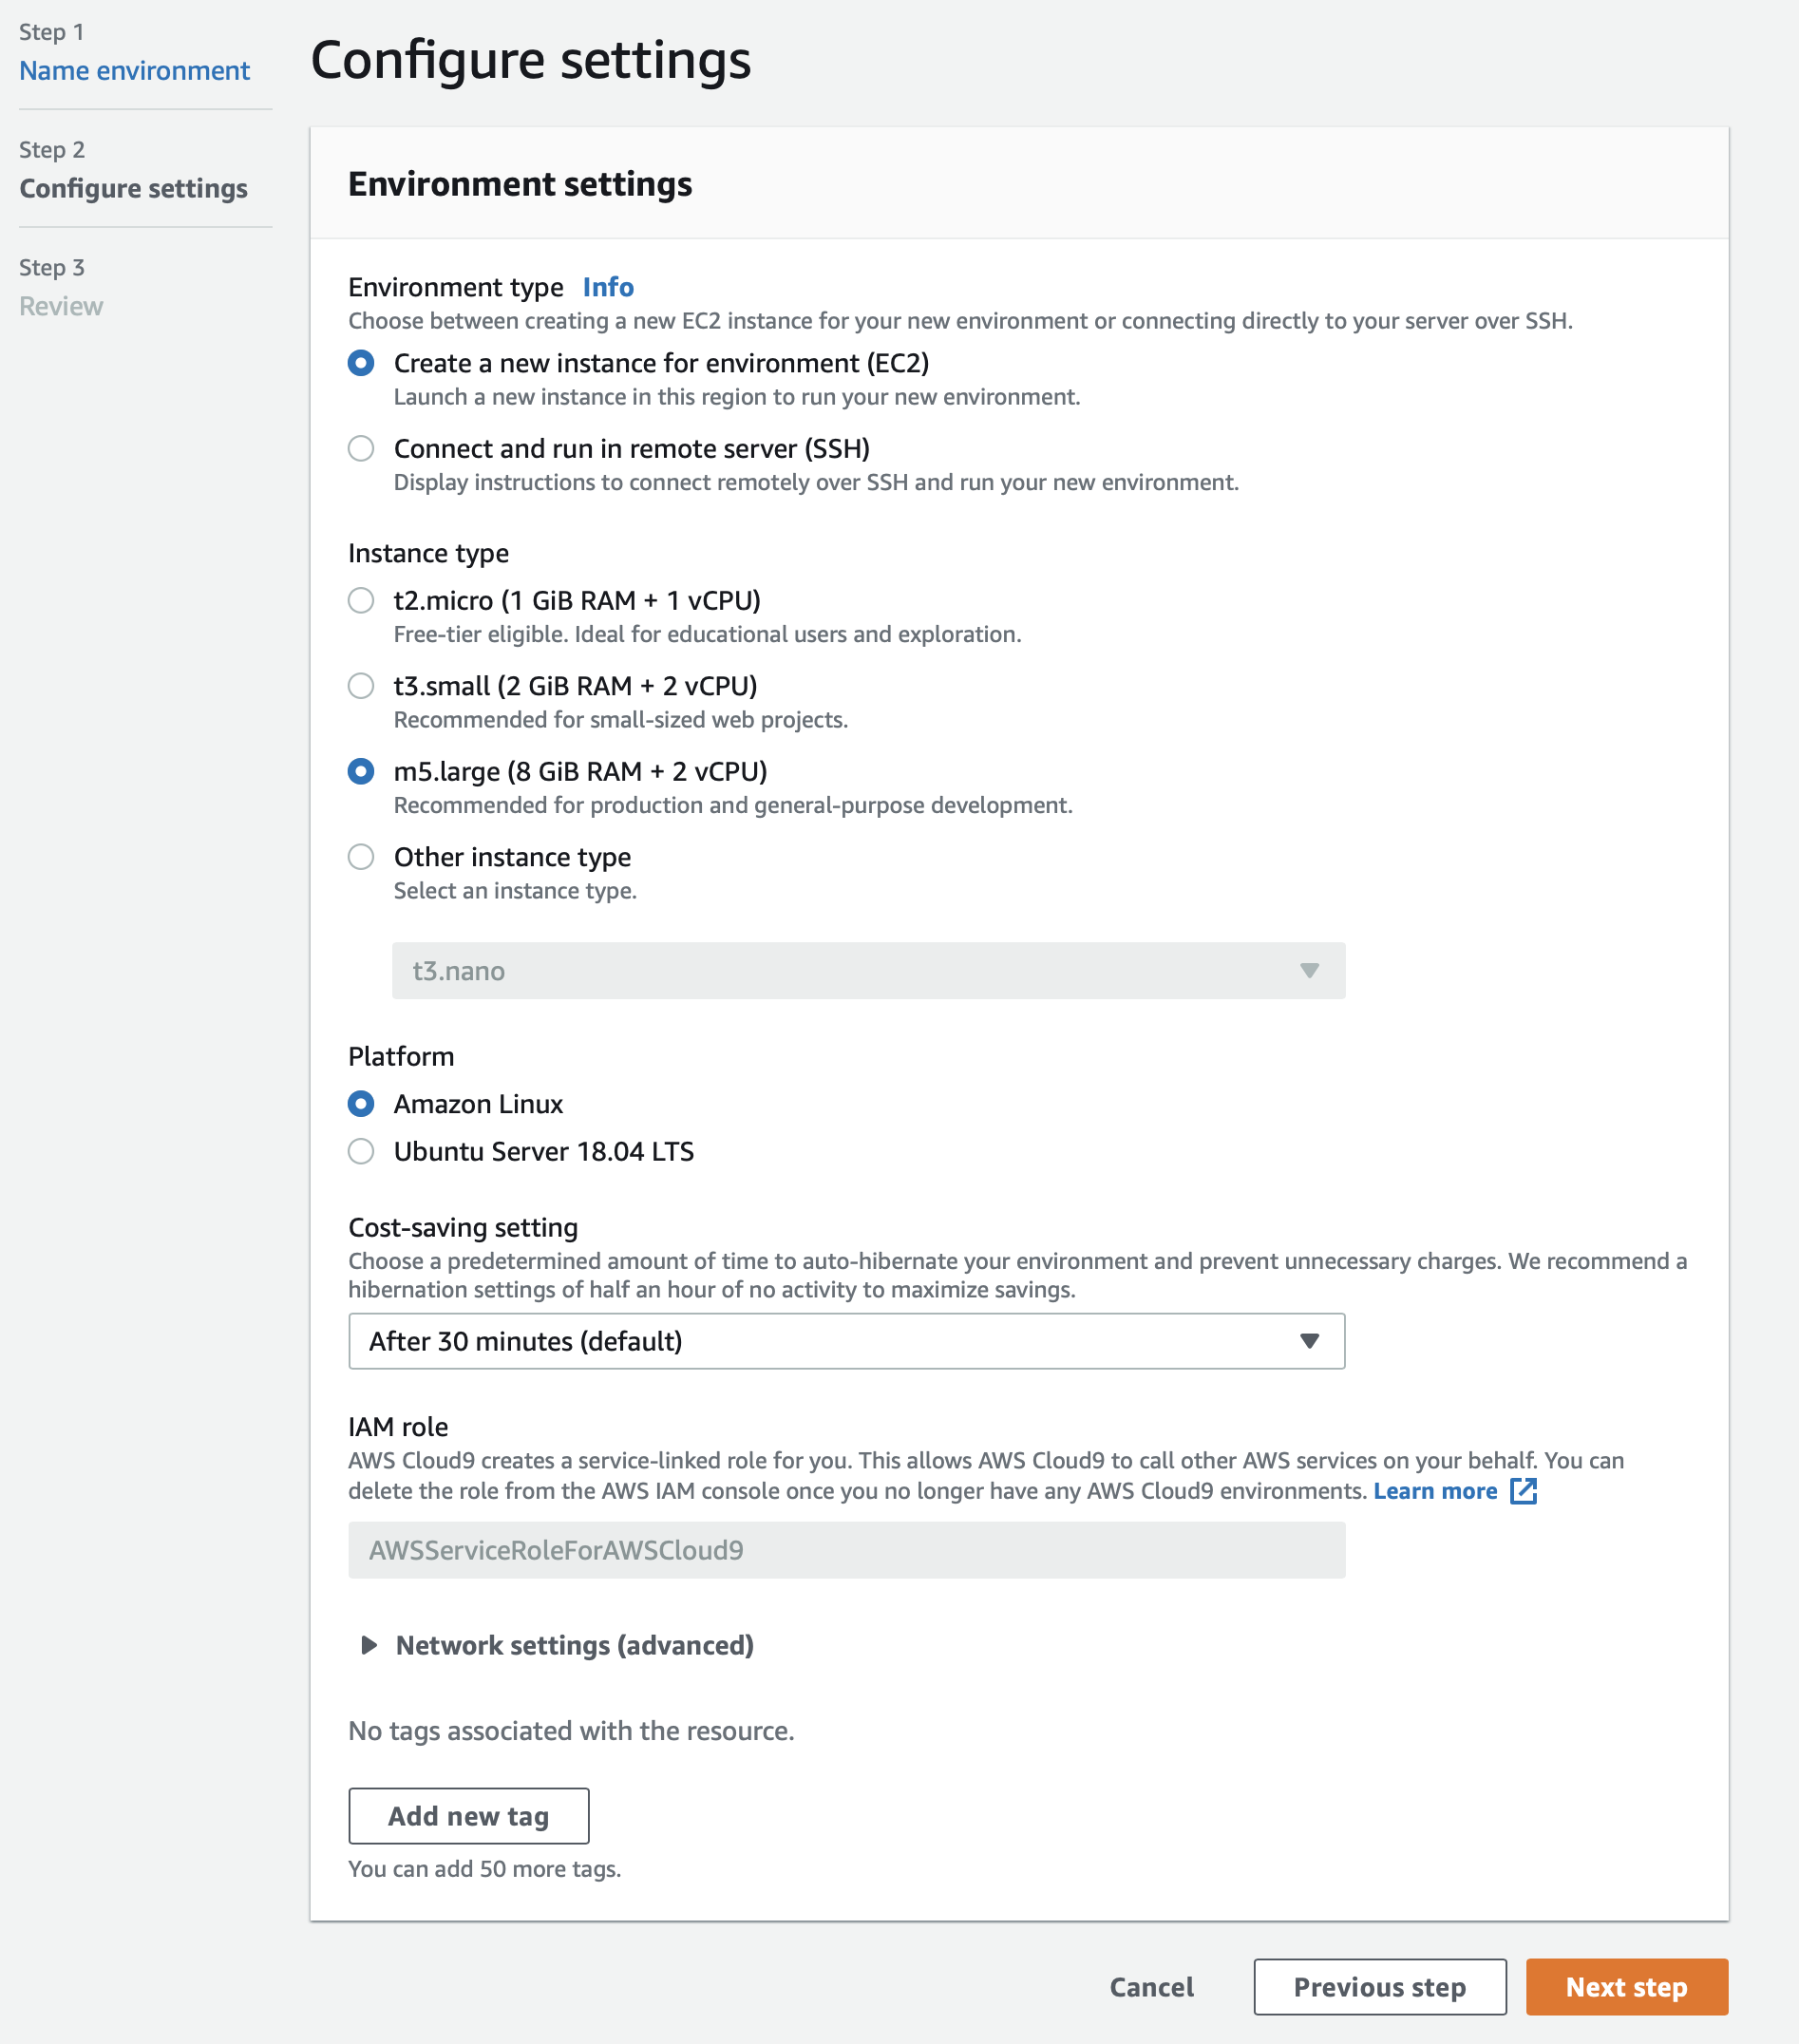 Step 1
Name environment
Step 2
Configure settings
Step 3
Review
Configure settings
Environment settings
Environment type Info
Choose between creating a new EC2 instance for your new environment or connecting directly to your server over SSH.
Create a new instance for environment (EC2)
Launch a new instance in this region to run your new environment.
Connect and run in remote server (SSH)
Display instructions to connect remotely over SSH and run your new environment.
Instance type
t2.micro (1 GiB RAM + 1 vCPU)
Free-tier eligible. Ideal for educational users and exploration.
t3.small (2 GiB RAM + 2 vCPU)
Recommended for small-sized web projects.
m5.large (8 GiB RAM + 2 vCPU)
Recommended for production and general-purpose development.
Other instance type
Select an instance type.
t3.nano
Platform
Amazon Linux
Ubuntu Server 18.04 LTS
Cost-saving setting
Choose a predetermined amount of time to auto-hibernate your environment and prevent unnecessary charges. We recommend a
hibernation settings of half an hour of no activity to maximize savings.
After 30 minutes (default)
IAM role
AWS Cloud9 creates a service-linked role for you. This allows AWS Cloud9 to call other AWS services on your behalf. You can
delete the role from the AWS IAM console once you no longer have any AWS Cloud9 environments. Learn more
AWSServiceRoleForAWSCloud9
Network settings (advanced)
No tags associated with the resource.
Add new tag
You can add 50 more tags.
Cancel
Previous step
Next step